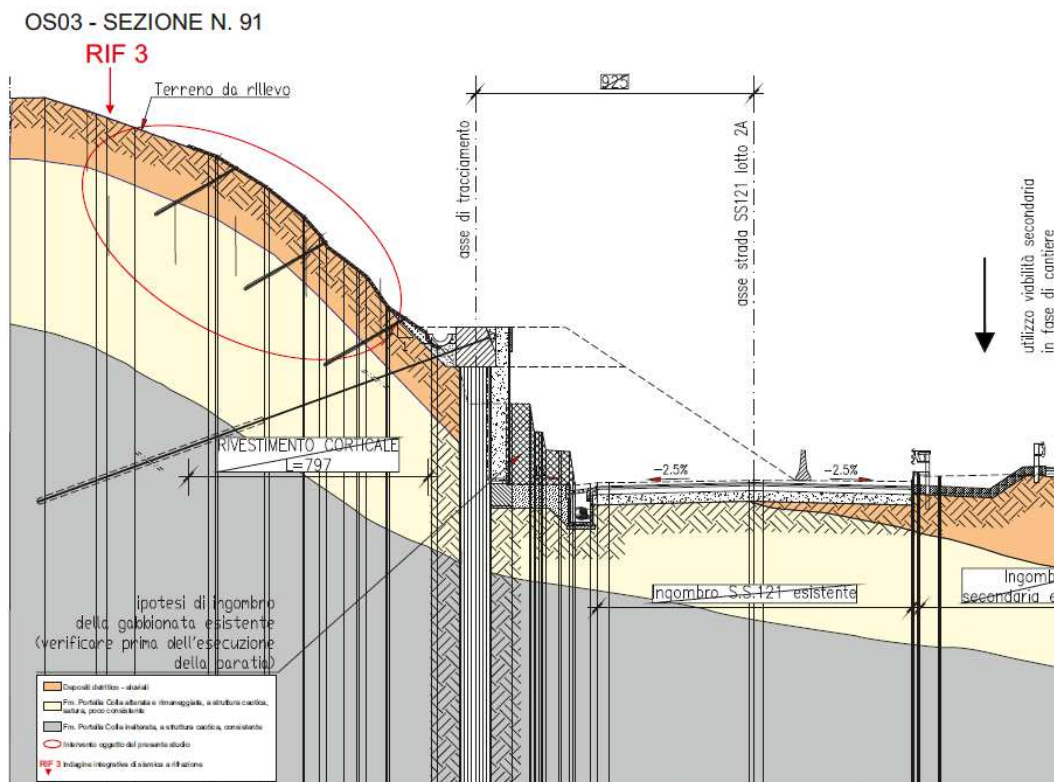 OS03 - SEZIONE N. 91
RIF 3
Terreno da rilievo
925
asse di tracciamento
asse strada SS121 lotto 2A
utilizzo viabilità secondaria
in fase di cantiere
RIVESTIMENTO CORTICALE
L=797
-2.5%
-2.5%
Ingombro S.S.121 esistente
Ingomb
secondaria e
ipotesi di ingombro
della gabbionata esistente
(verificare prima dell'esecuzione
della paratia)
Depositi detritico - alluviali
Fm. Portella Colla alterata e rimaneggiata, a struttura caotica,
satura, poco consistente
Fm. Portella Colla inalterata, a struttura caotica, consistente
Intervento oggetto del presente studio
RIF 3 Indagine integrativa di sismica a rifrazione